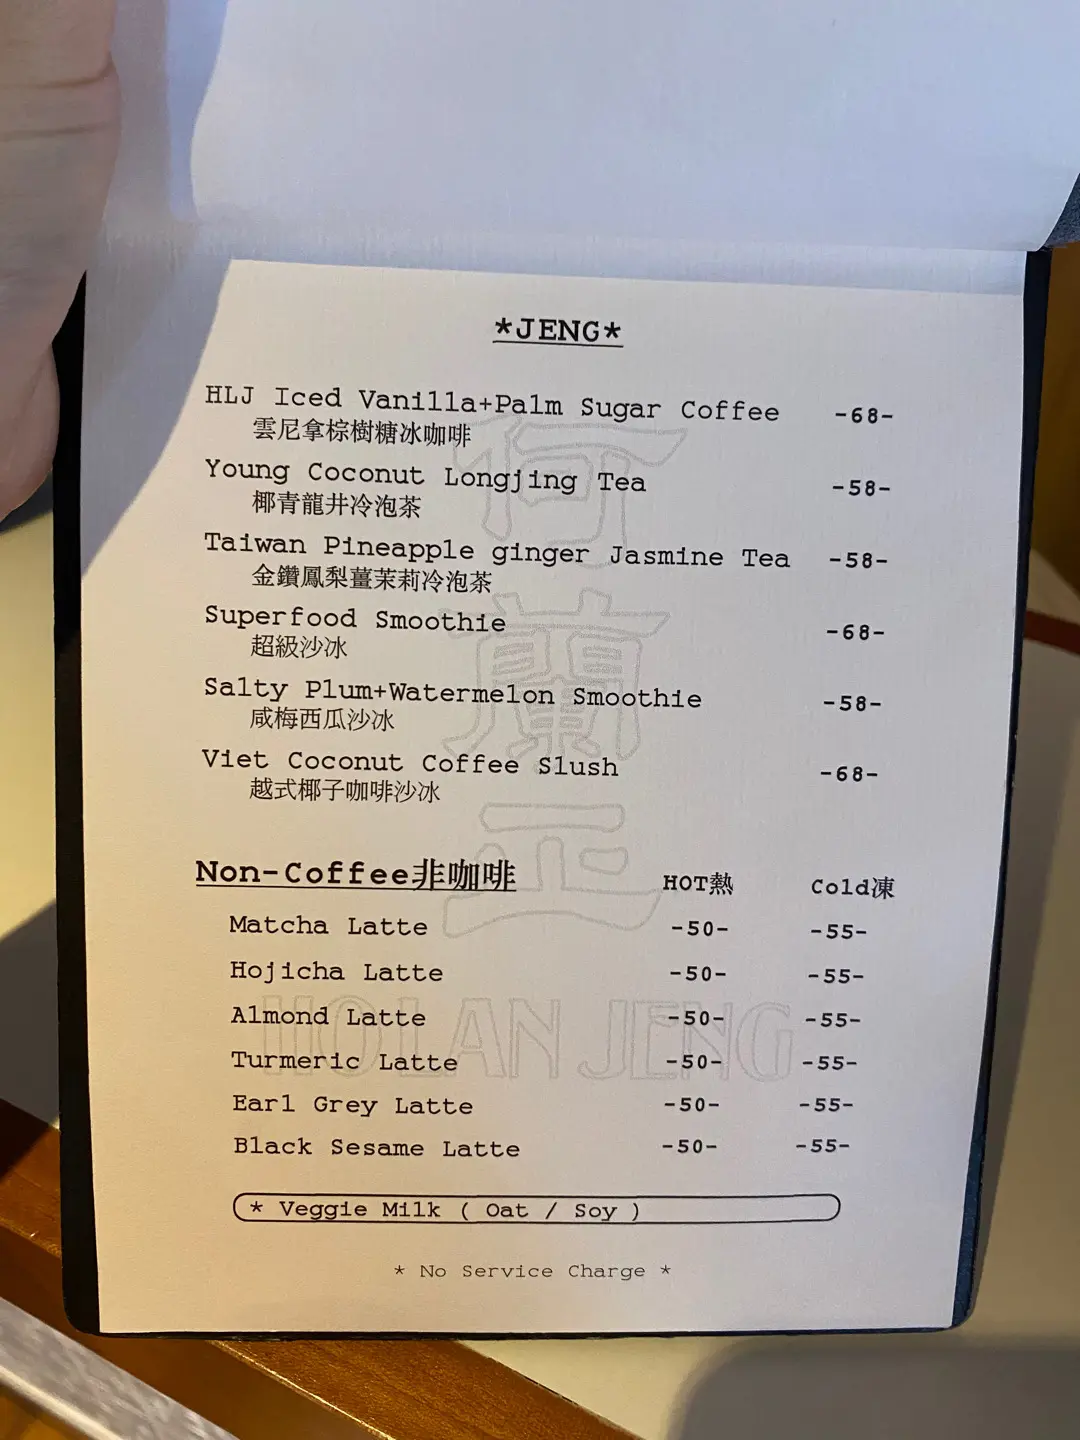 *JENG*
HLJ Iced Vanilla+Palm Sugar Coffee -68-
雲尼拿棕樹糖冰咖啡
Young Coconut Longjing Tea -58-
椰青龍井冷泡茶
Taiwan Pineapple ginger Jasmine Tea -58-
金鑽鳳梨薑茉莉冷泡茶
Superfood Smoothie -68-
超級沙冰
Salty Plum+Watermelon Smoothie -58-
咸梅西瓜沙冰
Viet Coconut Coffee Slush -68-
越式椰子咖啡沙冰
何蘭正
Non-Coffee非咖啡 HOT熱 Cold凍
Matcha Latte -50- -55-
Hojicha Latte -50- -55-
Almond Latte -50- -55-
HO LAN JENG
Turmeric Latte -50- -55-
Earl Grey Latte -50- -55-
Black Sesame Latte -50- -55-
* Veggie Milk ( Oat / Soy )
* No Service Charge *